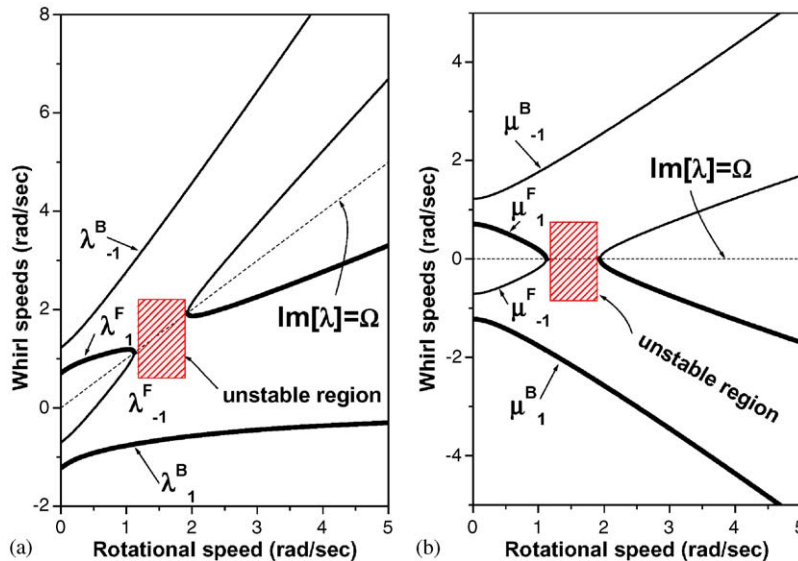 8
6
4
2
0
-2
0 1 2 3 4 5
Whirl speeds (rad/sec)
Rotational speed (rad/sec)
λ^B_-1
λ^F_1
λ^F_-1
λ^B_1
Im[λ]=Ω
unstable region
(a)
4
2
0
-2
-4
0 1 2 3 4 5
Whirl speeds (rad/sec)
Rotational speed (rad/sec)
μ^B_-1
μ^F_1
μ^F_-1
μ^B_1
Im[λ]=Ω
unstable region
(b)